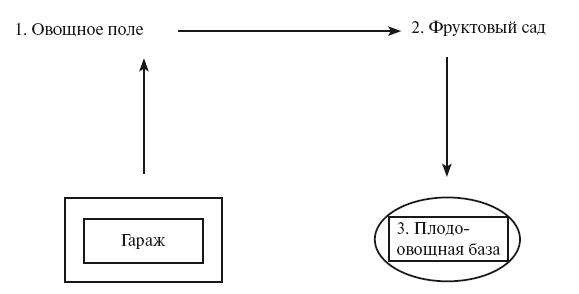 1. Овощное поле
2. Фруктовый сад
Гараж
3. Плодо-
овощная база